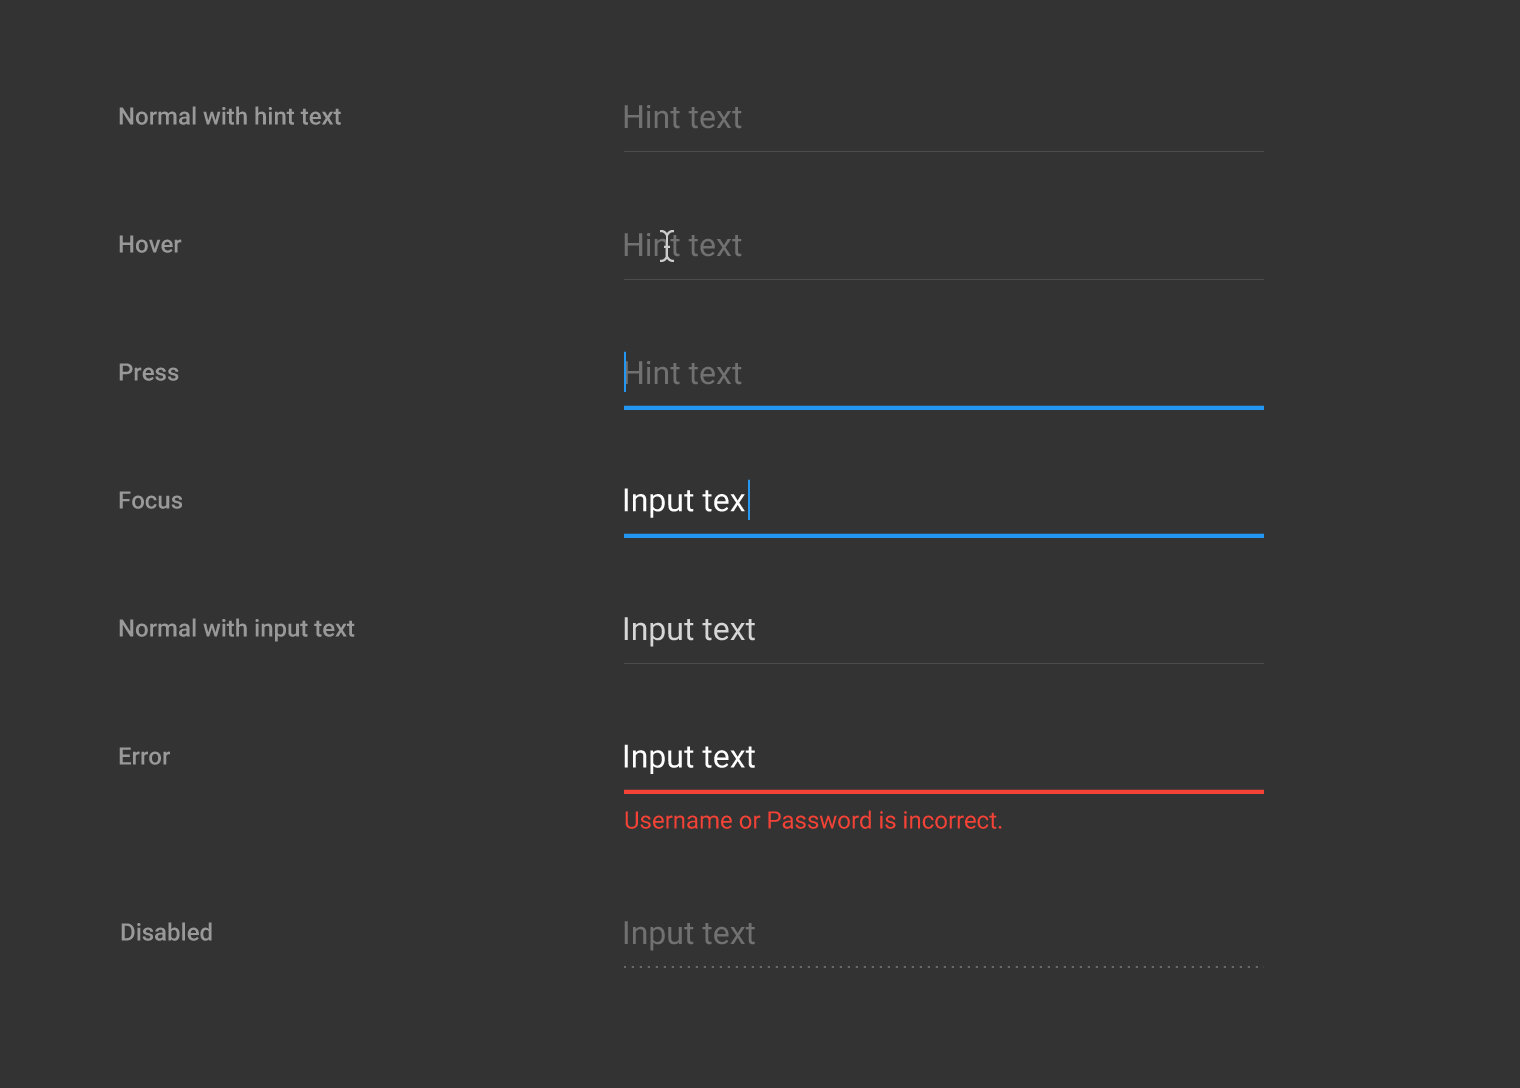 Normal with hint text Hint text
Hover Hint text
Press Hint text
Focus Input tex
Normal with input text Input text
Error Input text
Username or Password is incorrect.
Disabled Input text